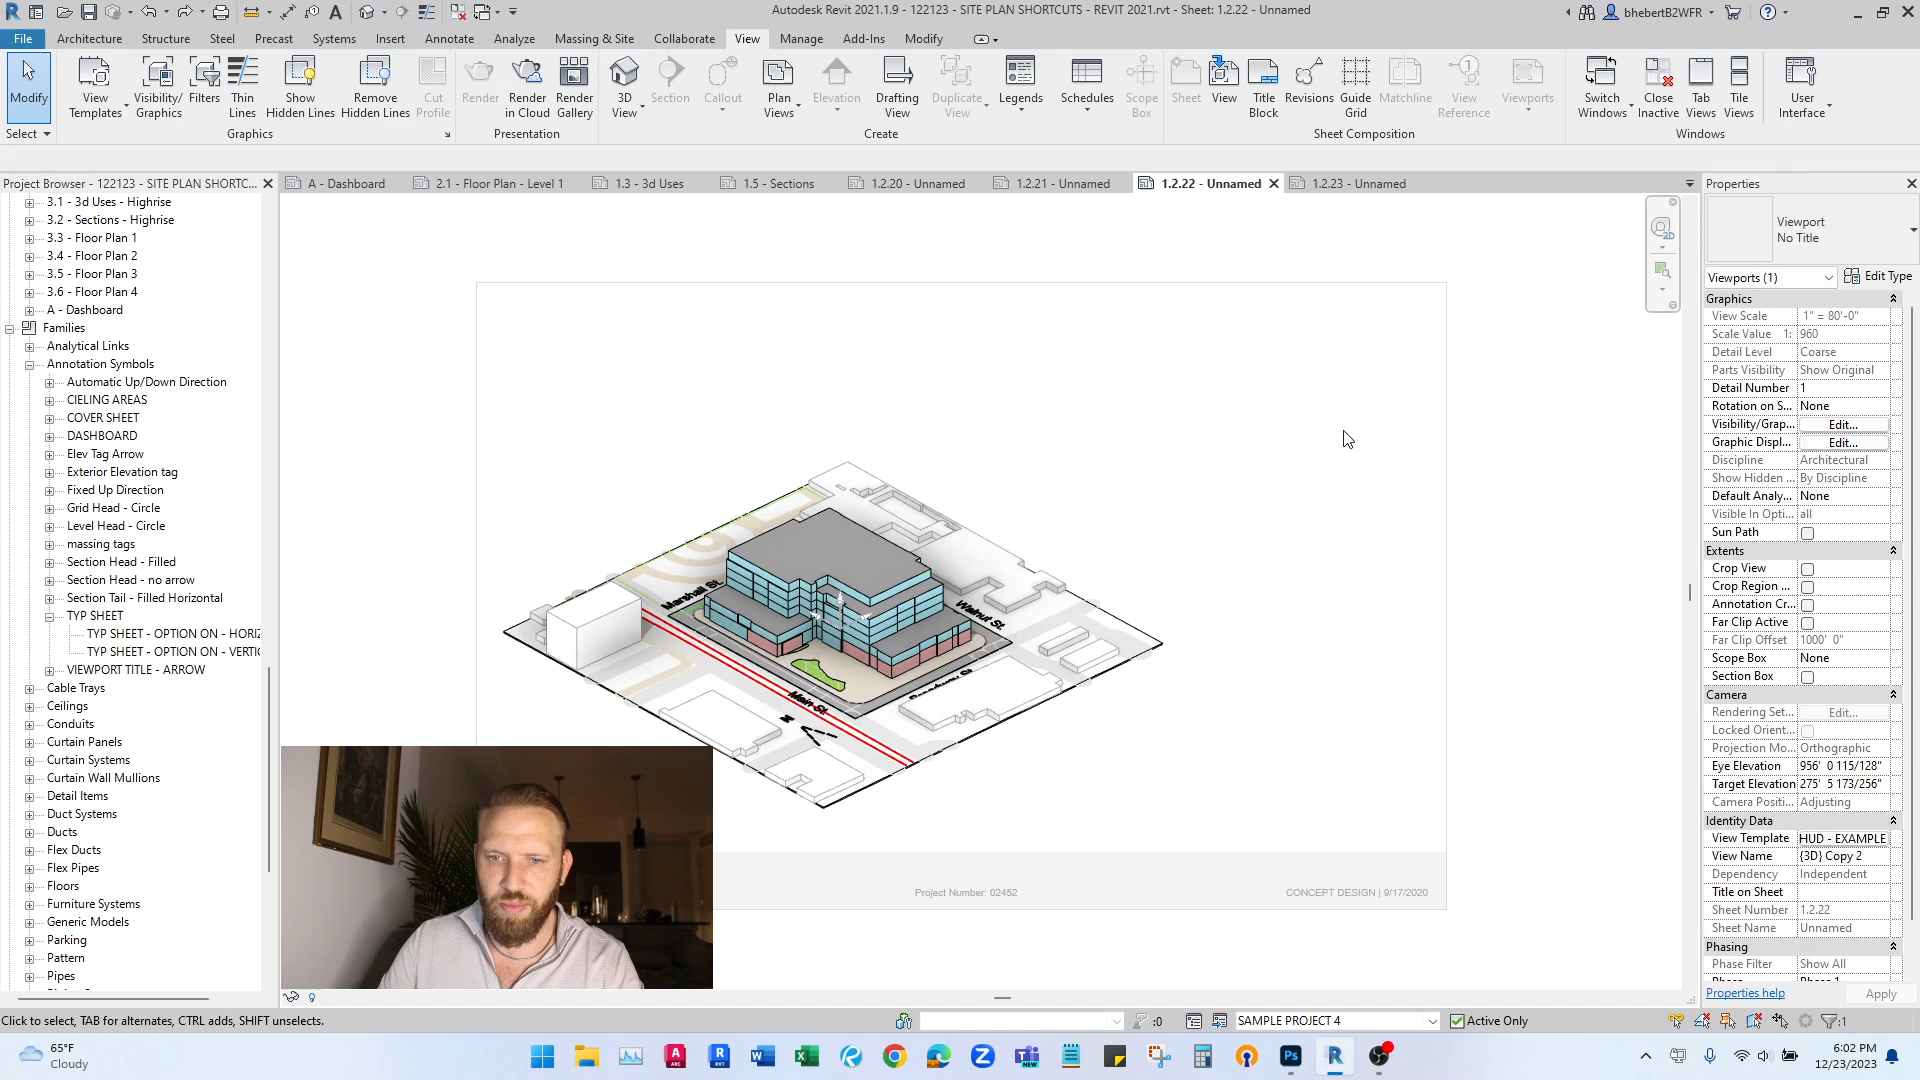 Autodesk Revit 2021.1.9 - 122123 - SITE PLAN SHORTCUTS - REVIT 2021.rvt - Sheet: 1.2.22 - Unnamed
bhebertB2WFR
File Architecture Structure Steel Precast Systems Insert Annotate Analyze Massing & Site Collaborate View Manage Add-Ins Modify
Modify
View Templates
Visibility/ Graphics
Filters
Thin Lines
Show Hidden Lines
Remove Hidden Lines
Cut Profile
Render
Render in Cloud
Render Gallery
3D View
Section
Callout
Plan Views
Elevation
Drafting View
Duplicate View
Legends
Schedules
Scope Box
Sheet
View
Title Block
Revisions
Guide Grid
Matchline
View Reference
Viewports
Switch Windows
Close Inactive
Tab Views
Tile Views
User Interface
Select
Graphics
Presentation
Create
Sheet Composition
Windows
Project Browser - 122123 - SITE PLAN SHORTC...
A - Dashboard
2.1 - Floor Plan - Level 1
1.3 - 3d Uses
1.5 - Sections
1.2.20 - Unnamed
1.2.21 - Unnamed
1.2.22 - Unnamed
1.2.23 - Unnamed
3.1 - 3d Uses - Highrise
3.2 - Sections - Highrise
3.3 - Floor Plan 1
3.4 - Floor Plan 2
3.5 - Floor Plan 3
3.6 - Floor Plan 4
A - Dashboard
Families
Analytical Links
Annotation Symbols
Automatic Up/Down Direction
CIELING AREAS
COVER SHEET
DASHBOARD
Elev Tag Arrow
Exterior Elevation tag
Fixed Up Direction
Grid Head - Circle
Level Head - Circle
massing tags
Section Head - Filled
Section Head - no arrow
Section Tail - Filled Horizontal
TYP SHEET
TYP SHEET - OPTION ON - HORIZ
TYP SHEET - OPTION ON - VERTIC
VIEWPORT TITLE - ARROW
Cable Trays
Ceilings
Conduits
Curtain Panels
Curtain Systems
Curtain Wall Mullions
Detail Items
Duct Systems
Ducts
Flex Ducts
Flex Pipes
Floors
Furniture Systems
Generic Models
Parking
Pattern
Pipes
2D
Marshall St.
Walnut St.
Main St.
N
Project Number: 02452
CONCEPT DESIGN | 9/17/2020
Properties
Viewport
No Title
Viewports (1)
Edit Type
Graphics
View Scale 1" = 80'-0"
Scale Value 1: 960
Detail Level Coarse
Parts Visibility Show Original
Detail Number 1
Rotation on S... None
Visibility/Grap... Edit...
Graphic Displ... Edit...
Discipline Architectural
Show Hidden ... By Discipline
Default Analy... None
Visible In Opti... all
Sun Path
Extents
Crop View
Crop Region ...
Annotation Cr...
Far Clip Active
Far Clip Offset 1000' 0"
Scope Box None
Section Box
Camera
Rendering Set... Edit...
Locked Orient...
Projection Mo... Orthographic
Eye Elevation 956' 0 115/128"
Target Elevation 275' 5 173/256"
Camera Positi... Adjusting
Identity Data
View Template HUD - EXAMPLE
View Name {3D} Copy 2
Dependency Independent
Title on Sheet
Sheet Number 1.2.22
Sheet Name Unnamed
Phasing
Phase Filter Show All
Properties help
Apply
Click to select, TAB for alternates, CTRL adds, SHIFT unselects.
:0
SAMPLE PROJECT 4
Active Only
:1
65°F
Cloudy
6:02 PM
12/23/2023